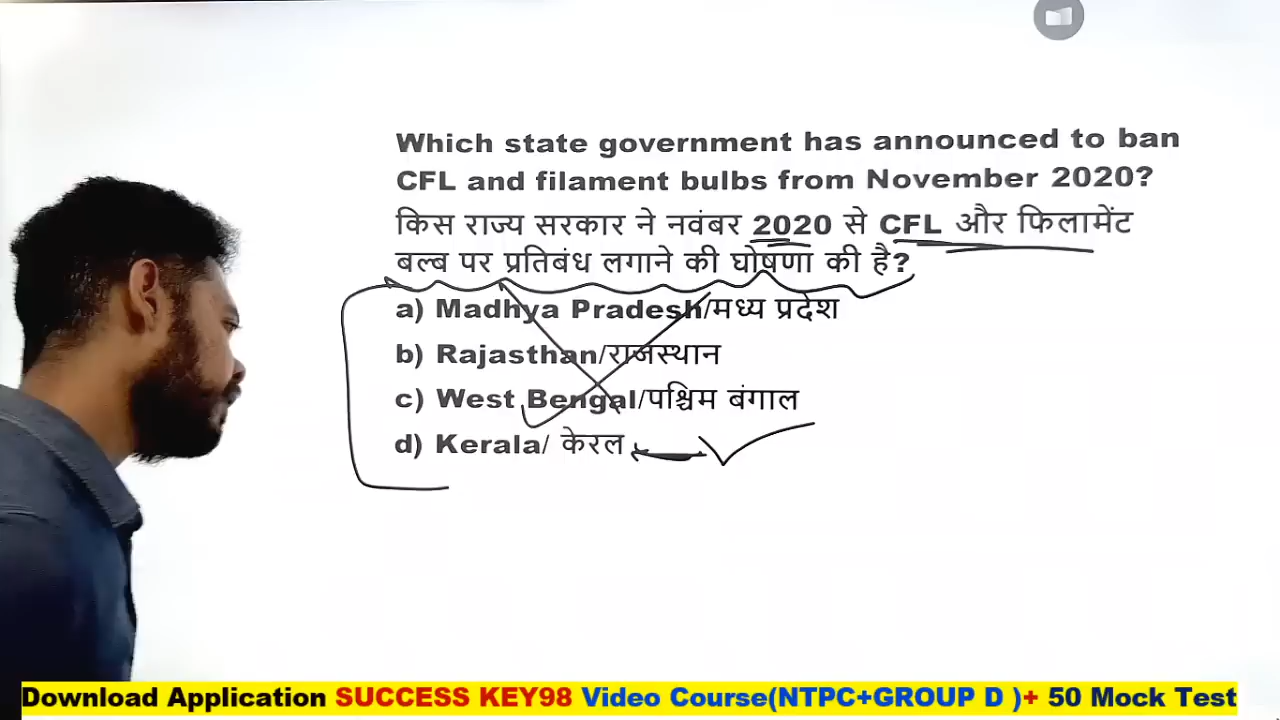 Which state government has announced to ban
CFL and filament bulbs from November 2020?
किस राज्य सरकार ने नवंबर 2020 से CFL और फिलामेंट
बल्ब पर प्रतिबंध लगाने की घोषणा की है?
a) Madhya Pradesh/मध्य प्रदेश
b) Rajasthan/राजस्थान
c) West Bengal/पश्चिम बंगाल
d) Kerala/ केरल
Download Application SUCCESS KEY98 Video Course(NTPC+GROUP D )+ 50 Mock Test